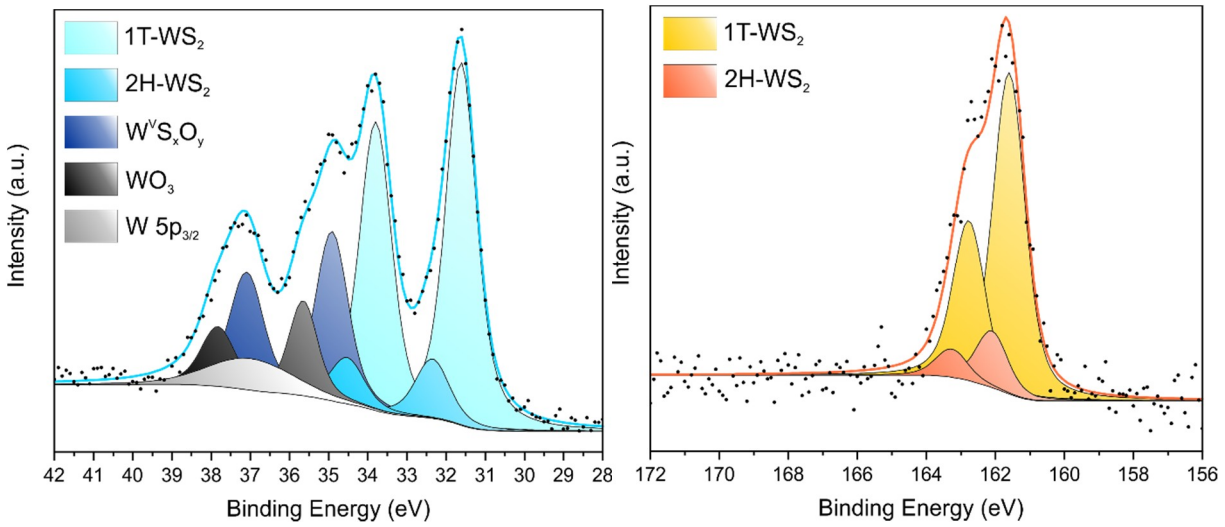 1T-WS₂
2H-WS₂
WⱽSₓOᵧ
WO₃
W 5p₃/₂
Intensity (a.u.)
42 41 40 39 38 37 36 35 34 33 32 31 30 29 28
Binding Energy (eV)
1T-WS₂
2H-WS₂
Intensity (a.u.)
172 170 168 166 164 162 160 158 156
Binding Energy (eV)